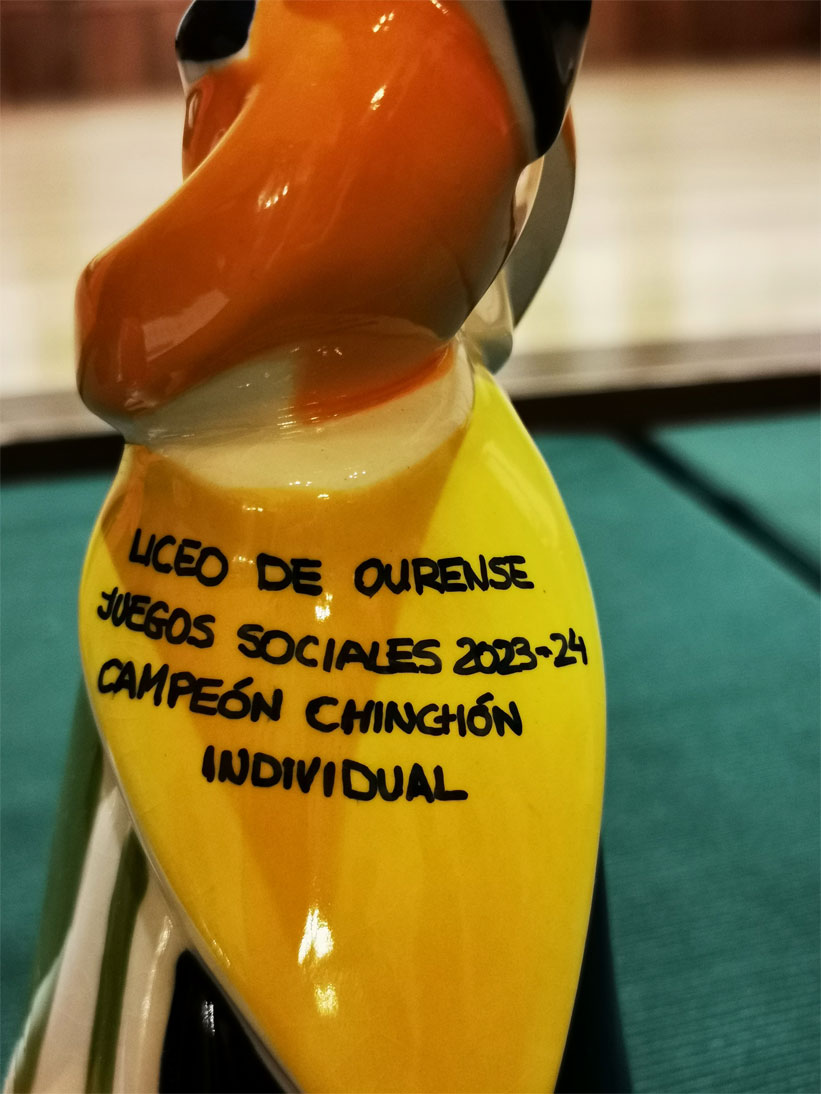 LICEO DE OURENSE
JUEGOS SOCIALES 2023-24
CAMPEÓN CHINCHÓN
INDIVIDUAL